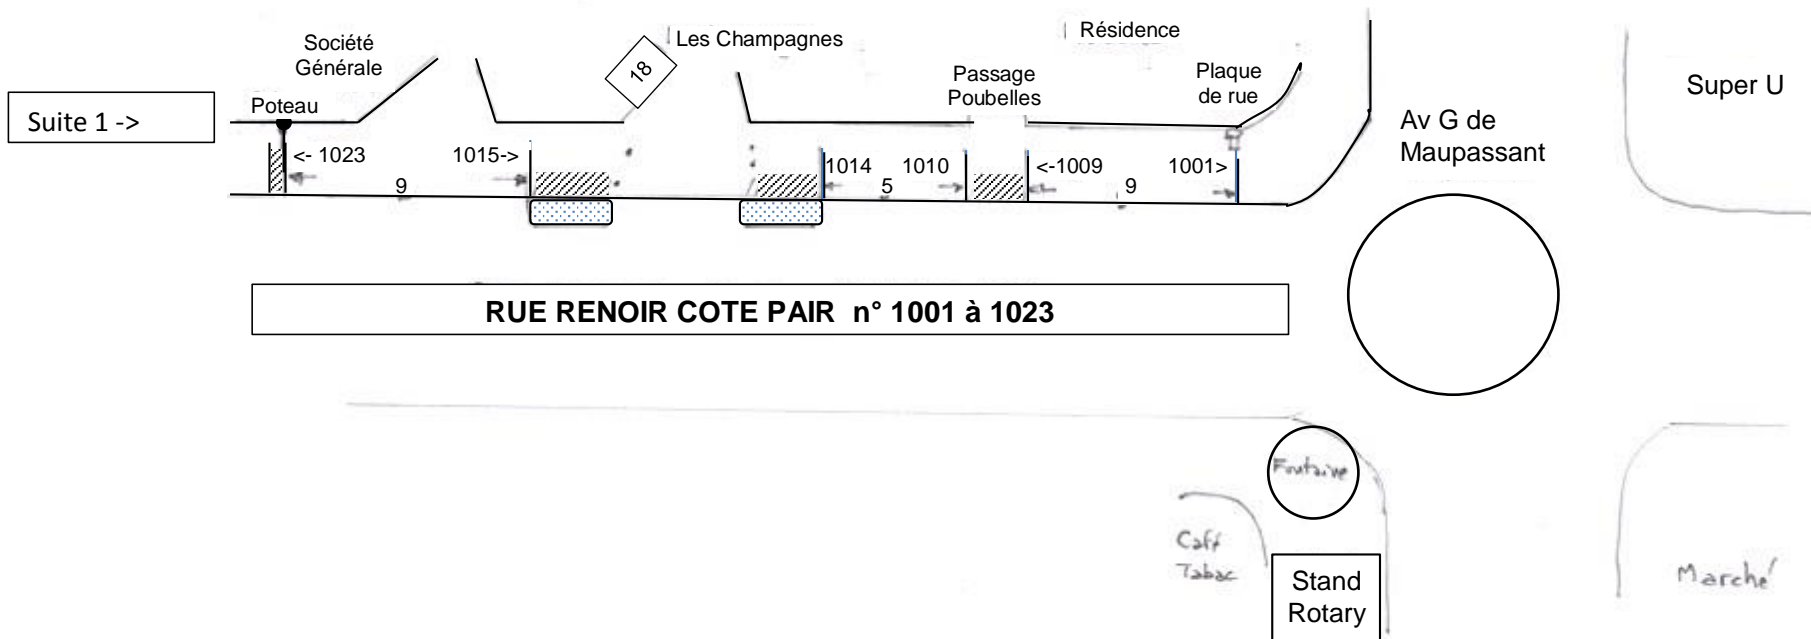 Société
Générale
18
Les Champagnes
Résidence
Passage
Poubelles
Plaque
de rue
Super U
Suite 1 ->
Poteau
Av G de
Maupassant
<- 1023
1015->
1014
1010
<-1009
1001>
9
5
9
RUE RENOIR COTE PAIR n° 1001 à 1023
Fontaine
Café
Tabac
Stand
Rotary
Marché